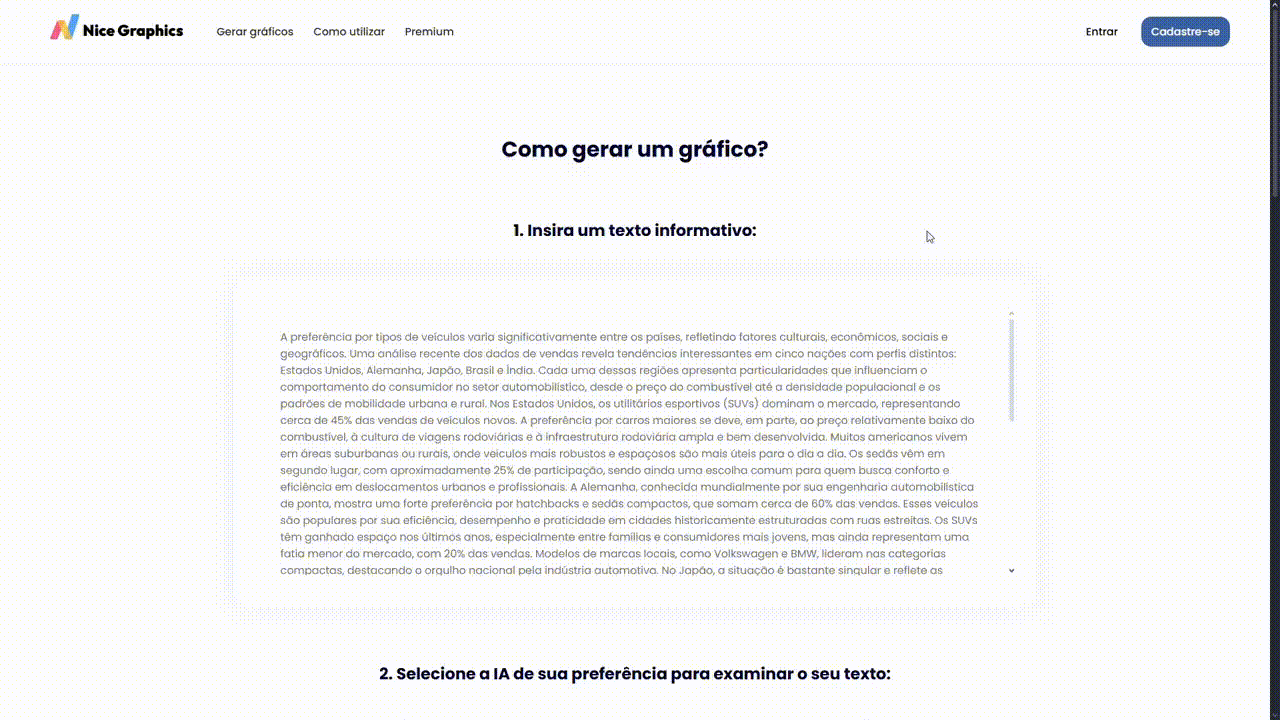 Nice Graphics
Gerar gráficos
Como utilizar
Premium
Entrar
Cadastre-se
Como gerar um gráfico?
1. Insira um texto informativo:
A preferência por tipos de veículos varia significativamente entre os países, refletindo fatores culturais, econômicos, sociais e
geográficos. Uma análise recente dos dados de vendas revela tendências interessantes em cinco nações com perfis distintos:
Estados Unidos, Alemanha, Japão, Brasil e Índia. Cada uma dessas regiões apresenta particularidades que influenciam o
comportamento do consumidor no setor automobilístico, desde o preço do combustível até a densidade populacional e os
padrões de mobilidade urbana e rural. Nos Estados Unidos, os utilitários esportivos (SUVs) dominam o mercado, representando
cerca de 45% das vendas de veículos novos. A preferência por carros maiores se deve, em parte, ao preço relativamente baixo do
combustível, à cultura de viagens rodoviárias e à infraestrutura rodoviária ampla e bem desenvolvida. Muitos americanos vivem
em áreas suburbanas ou rurais, onde veículos mais robustos e espaçosos são mais úteis para o dia a dia. Os sedãs vêm em
segundo lugar, com aproximadamente 25% de participação, sendo ainda uma escolha comum para quem busca conforto e
eficiência em deslocamentos urbanos e profissionais. A Alemanha, conhecida mundialmente por sua engenharia automobilística
de ponta, mostra uma forte preferência por hatchbacks e sedãs compactos, que somam cerca de 60% das vendas. Esses veículos
são populares por sua eficiência, desempenho e praticidade em cidades historicamente estruturadas com ruas estreitas. Os SUVs
têm ganhado espaço nos últimos anos, especialmente entre famílias e consumidores mais jovens, mas ainda representam uma
fatia menor do mercado, com 20% das vendas. Modelos de marcas locais, como Volkswagen e BMW, lideram nas categorias
compactas, destacando o orgulho nacional pela indústria automotiva. No Japão, a situação é bastante singular e reflete as
2. Selecione a IA de sua preferência para examinar o seu texto: